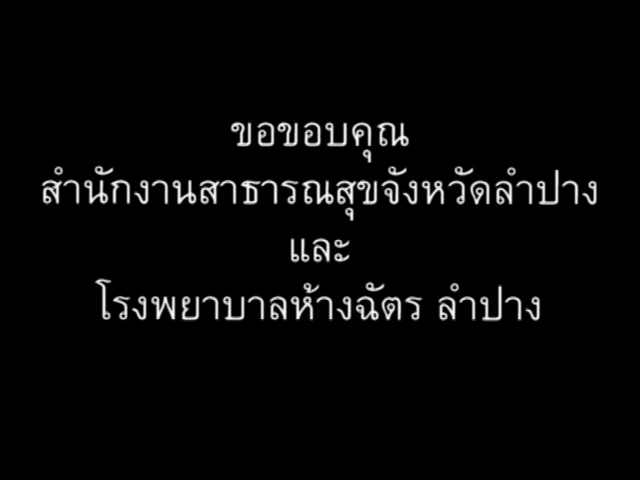 ขอขอบคุณ
สำนักงานสาธารณสุขจังหวัดลำปาง
และ
โรงพยาบาลห้างฉัตร ลำปาง